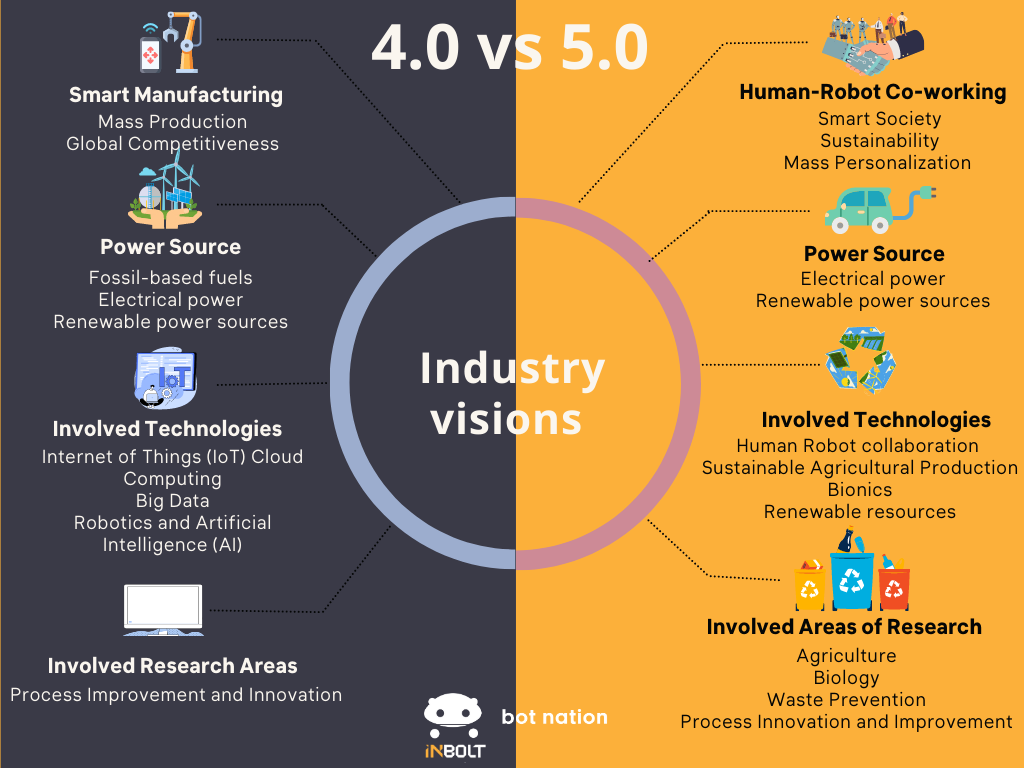 4.0 vs 5.0
Smart Manufacturing
Mass Production
Global Competitiveness
Power Source
Fossil-based fuels
Electrical power
Renewable power sources
IoT
Involved Technologies
Internet of Things (IoT) Cloud
Computing
Big Data
Robotics and Artificial
Intelligence (AI)
Involved Research Areas
Process Improvement and Innovation
Industry
visions
Human-Robot Co-working
Smart Society
Sustainability
Mass Personalization
Power Source
Electrical power
Renewable power sources
Involved Technologies
Human Robot collaboration
Sustainable Agricultural Production
Bionics
Renewable resources
Involved Areas of Research
Agriculture
Biology
Waste Prevention
Process Innovation and Improvement
bot nation
iNBOLT